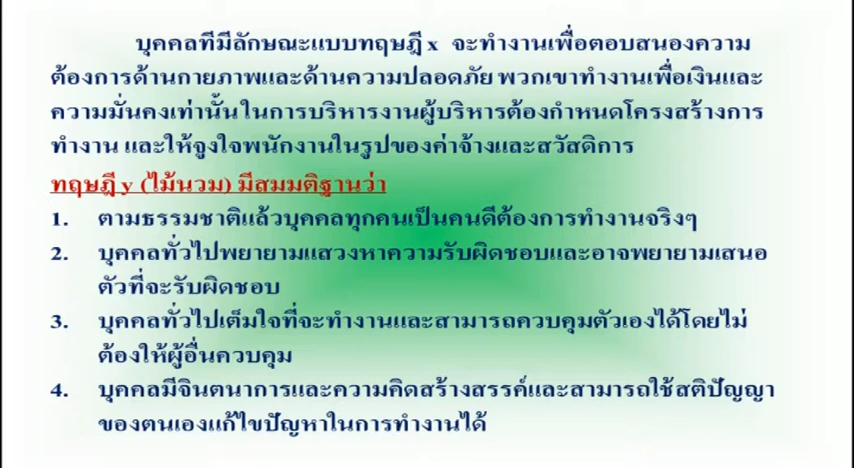 บุคคลที่มีลักษณะแบบทฤษฎี x จะทำงานเพื่อตอบสนองความ
ต้องการด้านกายภาพและด้านความปลอดภัย พวกเขาทำงานเพื่อเงินและ
ความมั่นคงเท่านั้น ในการบริหารงานผู้บริหารต้องกำหนดโครงสร้างการ
ทำงาน และให้จูงใจพนักงานในรูปของค่าจ้างและสวัสดิการ
ทฤษฎี y (ไม้นวม) มีสมมติฐานว่า
1. ตามธรรมชาติแล้วบุคคลทุกคนเป็นคนดีต้องการทำงานจริงๆ
2. บุคคลทั่วไปพยายามแสวงหาความรับผิดชอบและอาจพยายามเสนอ
ตัวที่จะรับผิดชอบ
3. บุคคลทั่วไปเต็มใจที่จะทำงานและสามารถควบคุมตัวเองได้โดยไม่
ต้องให้ผู้อื่นควบคุม
4. บุคคลมีจินตนาการและความคิดสร้างสรรค์และสามารถใช้สติปัญญา
ของตนเองแก้ไขปัญหาในการทำงานได้